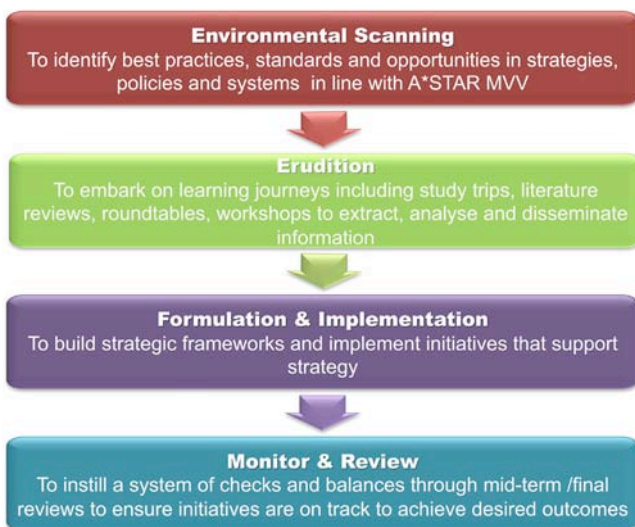 Environmental Scanning
To identify best practices, standards and opportunities in strategies,
policies and systems in line with A*STAR MVV
Erudition
To embark on learning journeys including study trips, literature
reviews, roundtables, workshops to extract, analyse and disseminate
information
Formulation & Implementation
To build strategic frameworks and implement initiatives that support
strategy
Monitor & Review
To instill a system of checks and balances through mid-term /final
reviews to ensure initiatives are on track to achieve desired outcomes